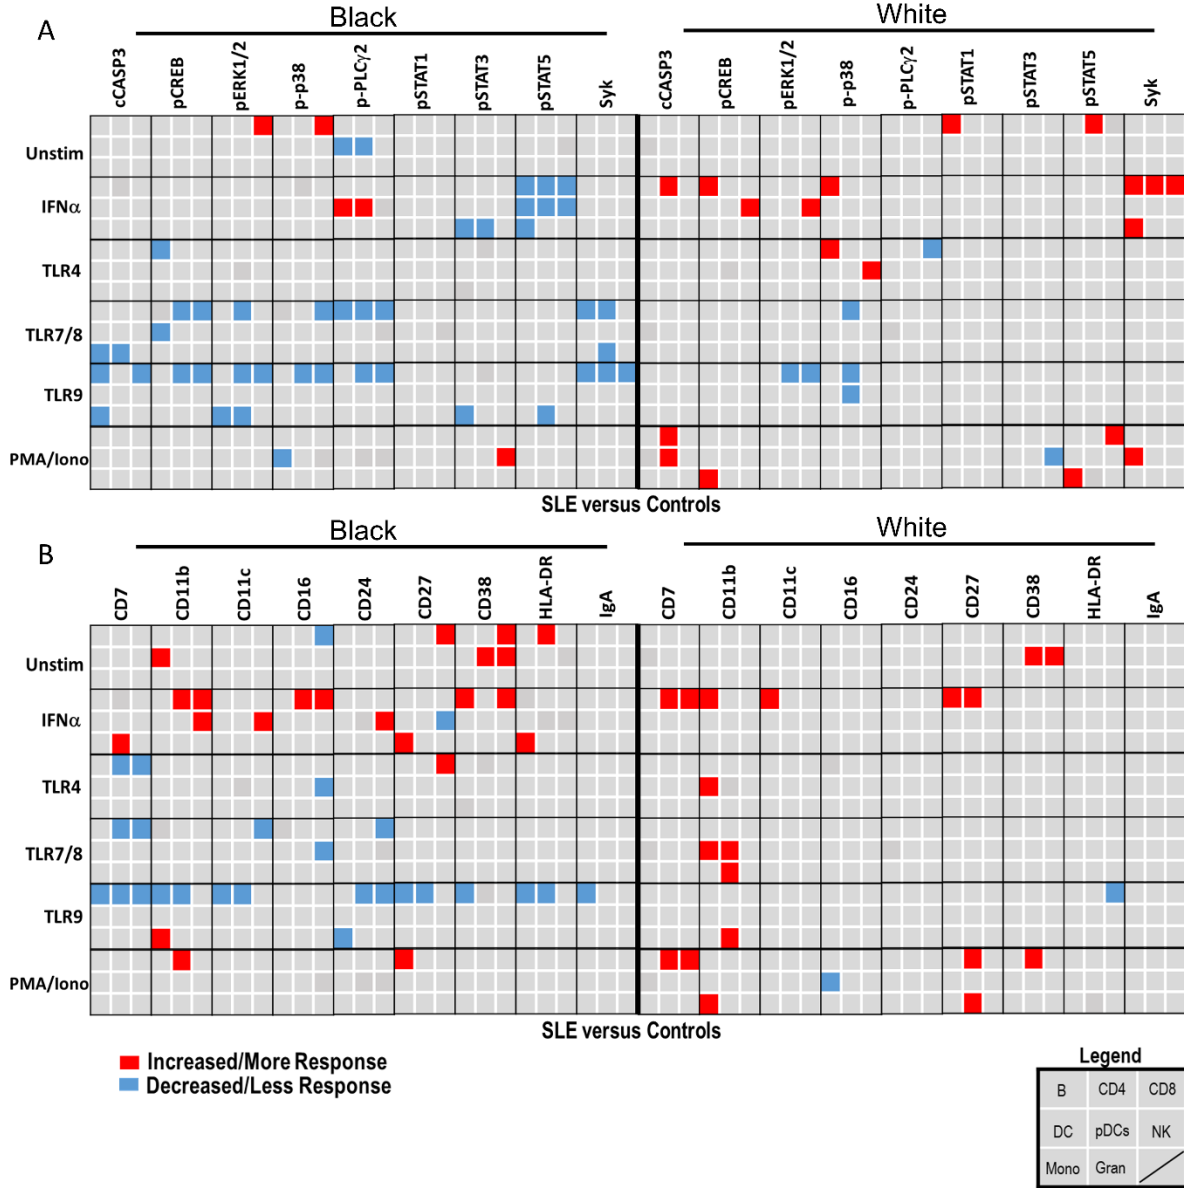 A
Black
White
cCASP3 pCREB pERK1/2 p-p38 p-PLCγ2 pSTAT1 pSTAT3 pSTAT5 Syk
cCASP3 pCREB pERK1/2 p-p38 p-PLCγ2 pSTAT1 pSTAT3 pSTAT5 Syk
Unstim
IFNα
TLR4
TLR7/8
TLR9
PMA/Iono
SLE versus Controls
B
Black
White
CD7 CD11b CD11c CD16 CD24 CD27 CD38 HLA-DR IgA
CD7 CD11b CD11c CD16 CD24 CD27 CD38 HLA-DR IgA
Unstim
IFNα
TLR4
TLR7/8
TLR9
PMA/Iono
SLE versus Controls
Increased/More Response
Decreased/Less Response
Legend
B CD4 CD8
DC pDCs NK
Mono Gran